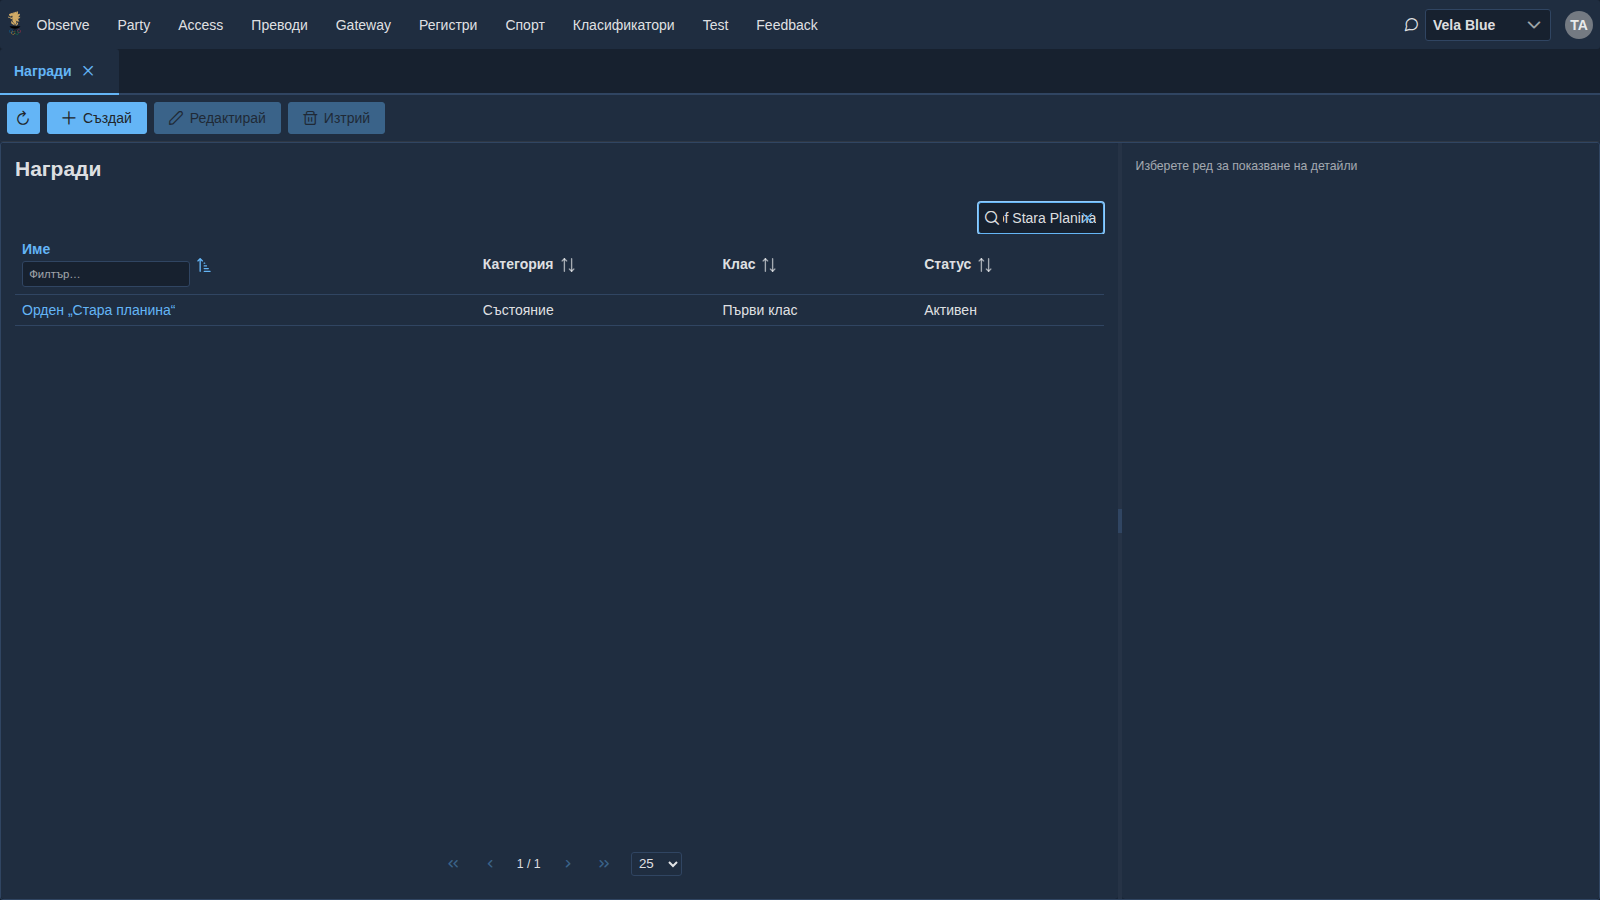 Observe Party Access Преводи Gateway Регистри Спорт Класификатори Test Feedback Vela Blue TA
Награди
Създай Редактирай Изтрий
Награди
Изберете ред за показване на детайли
of Stara Planina
Име
Филтър...
Категория Клас Статус
Орден „Стара планина“ Състояние Първи клас Активен
1 / 1 25